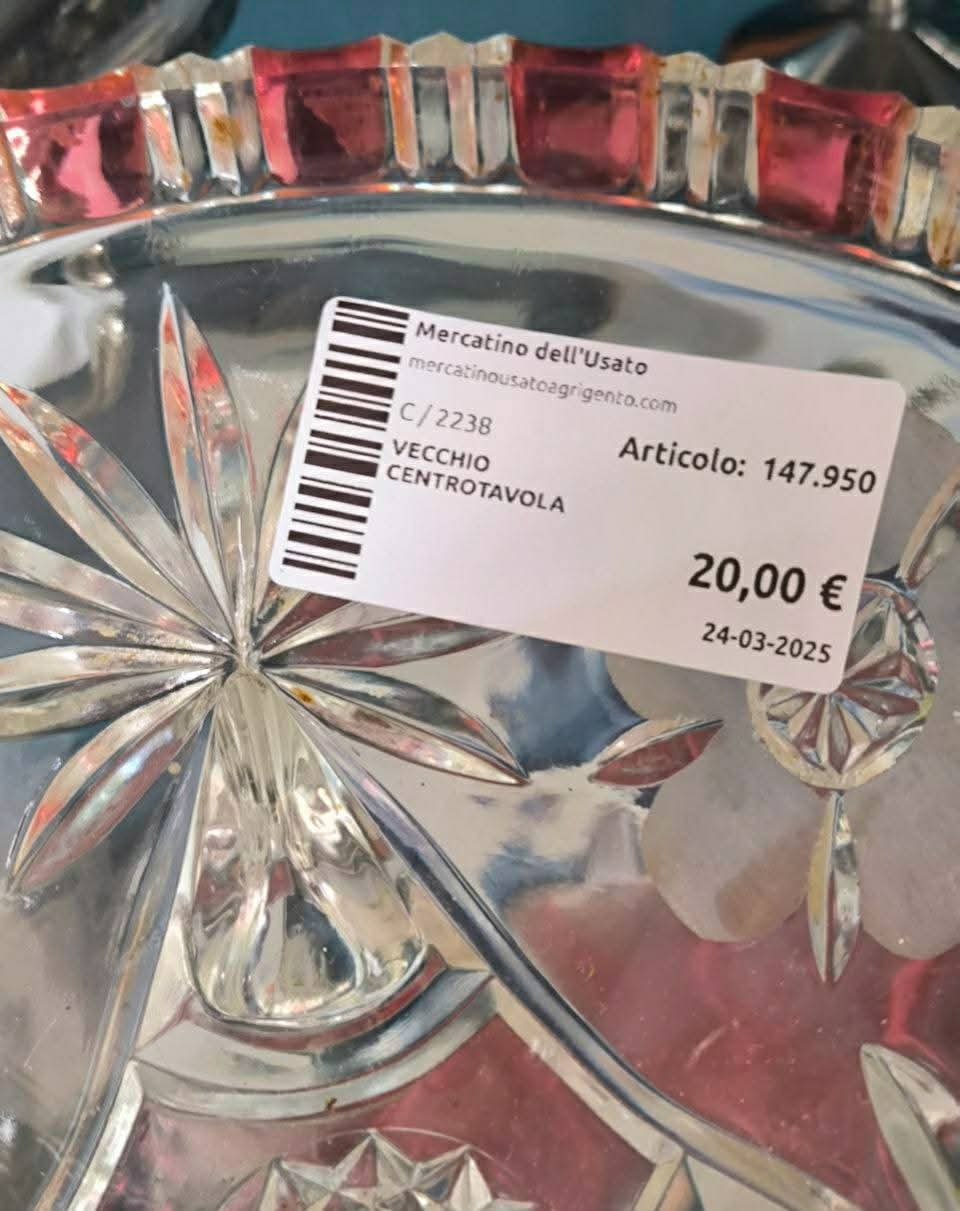 Mercatino dell'Usato
mercatinousatoagrigento.com
C / 2238
Articolo: 147.950
VECCHIO
CENTROTAVOLA
20,00 €
24-03-2025